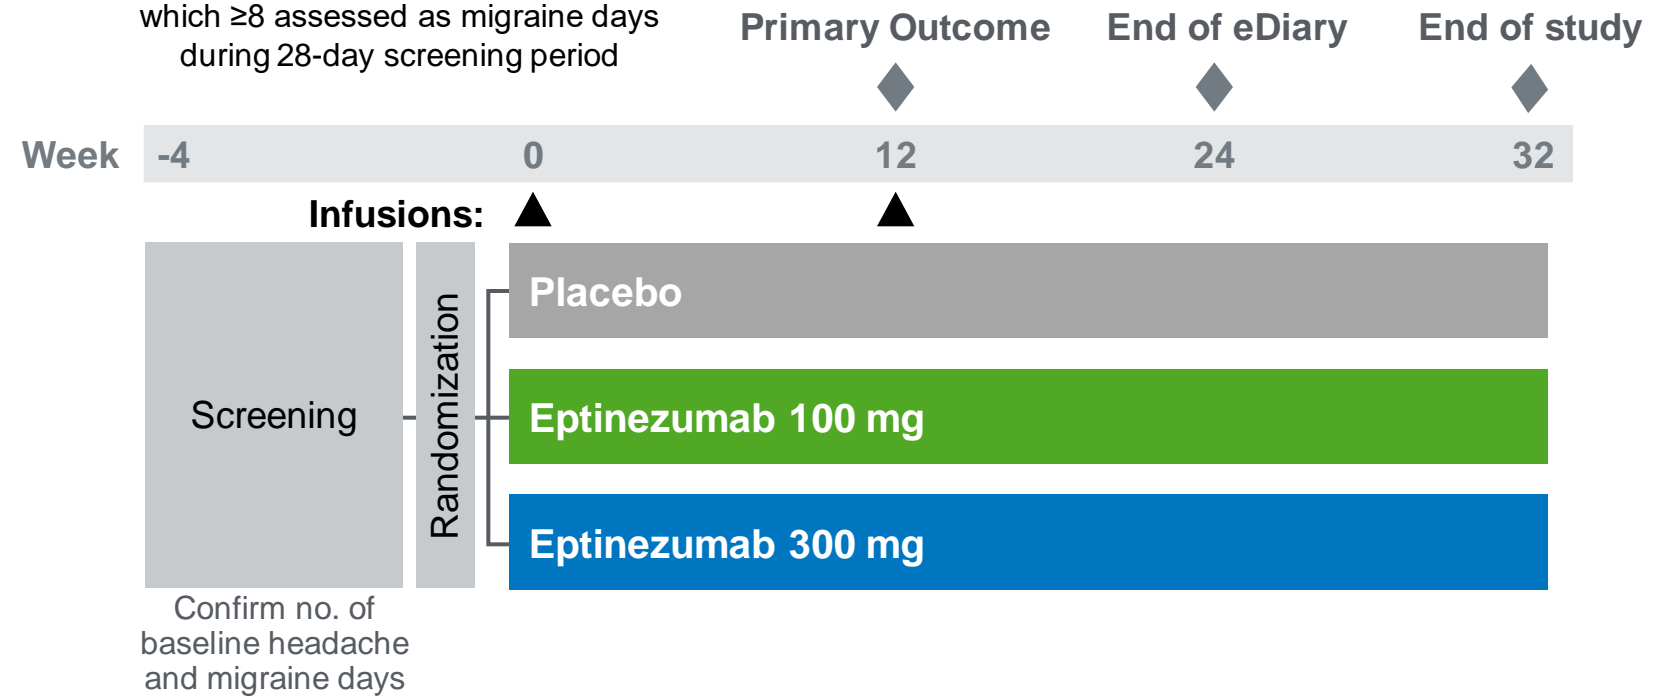 which ≥8 assessed as migraine days
during 28-day screening period
Primary Outcome
End of eDiary
End of study
Week -4 0 12 24 32
Infusions:
Screening
Randomization
Placebo
Eptinezumab 100 mg
Eptinezumab 300 mg
Confirm no. of
baseline headache
and migraine days